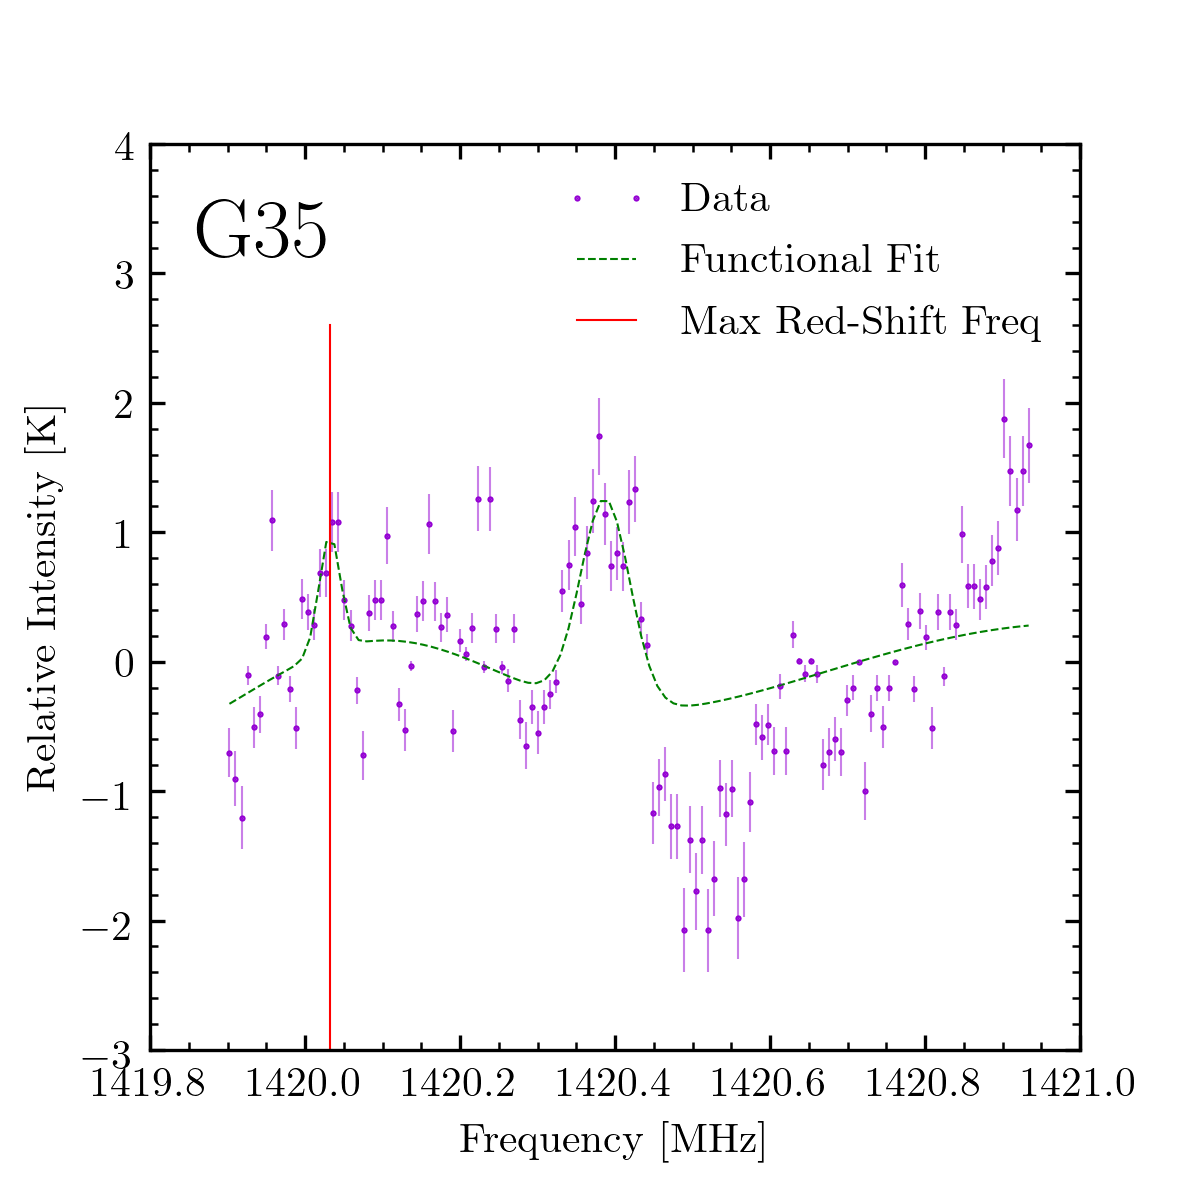 G35
Data
Functional Fit
Max Red-Shift Freq
4
3
2
1
0
−1
−2
−3
Relative Intensity [K]
1419.8 1420.0 1420.2 1420.4 1420.6 1420.8 1421.0
Frequency [MHz]